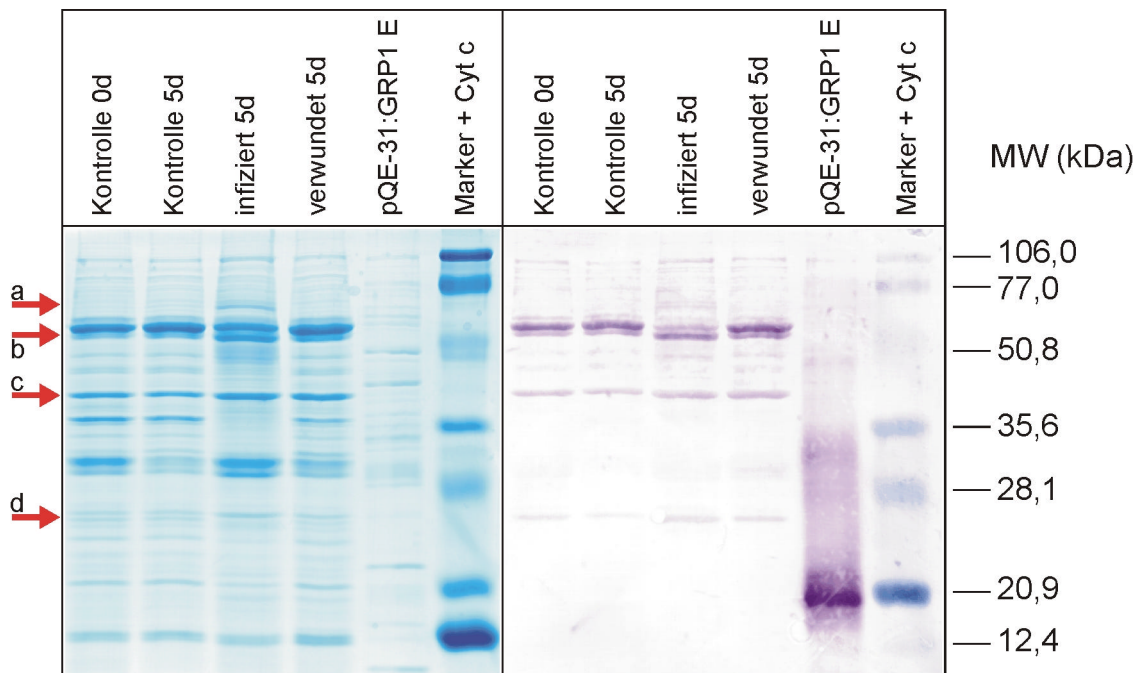 Kontrolle 0d
Kontrolle 5d
infiziert 5d
verwundet 5d
pQE-31:GRP1 E
Marker + Cyt c
Kontrolle 0d
Kontrolle 5d
infiziert 5d
verwundet 5d
pQE-31:GRP1 E
Marker + Cyt c
MW (kDa)
a
b
c
d
106,0
77,0
50,8
35,6
28,1
20,9
12,4